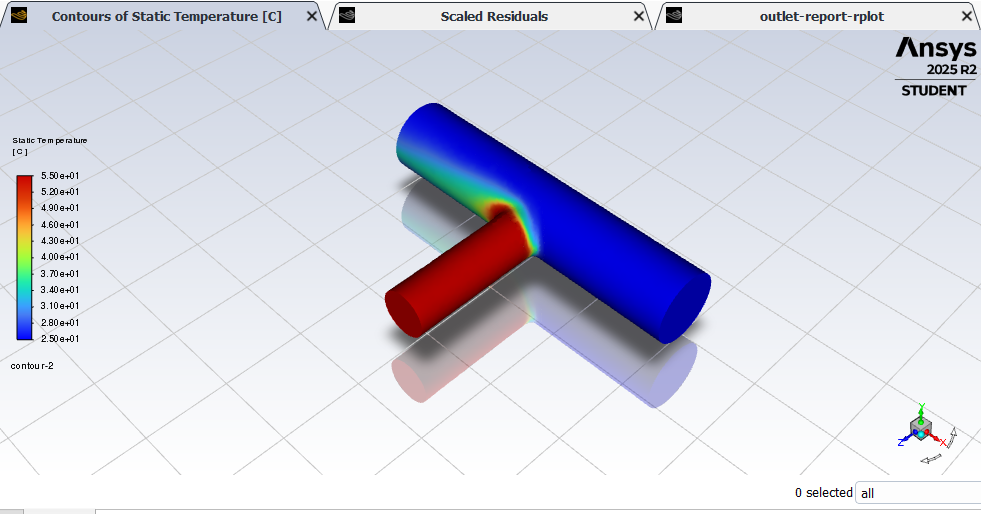 Contours of Static Temperature [C]
Scaled Residuals
outlet-report-rplot
Ansys
2025 R2
STUDENT
Static Temperature
[C]
5.50e+01
5.20e+01
4.90e+01
4.60e+01
4.30e+01
4.00e+01
3.70e+01
3.40e+01
3.10e+01
2.80e+01
2.50e+01
contour-2
Y
Z
X
0 selected all